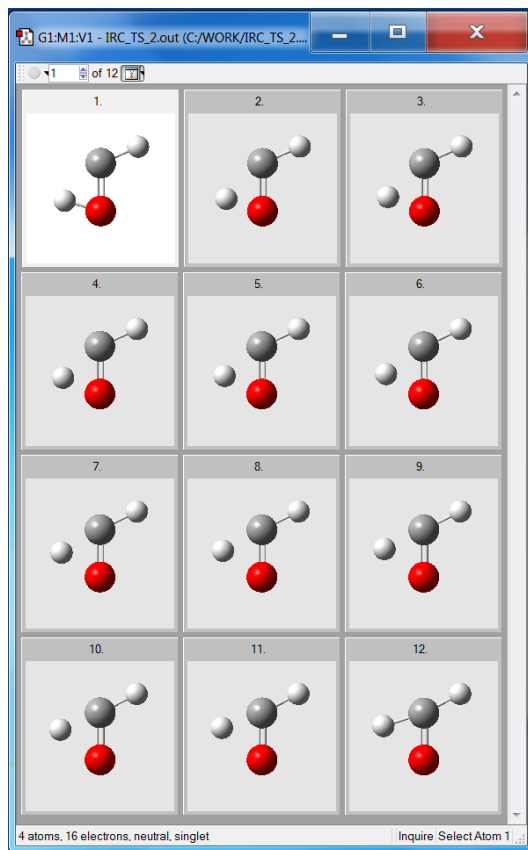 G1:M1:V1 - IRC_TS_2.out (C:/WORK/IRC_TS_2....
1 of 12
1. 2. 3.
4. 5. 6.
7. 8. 9.
10. 11. 12.
4 atoms, 16 electrons, neutral, singlet Inquire Select Atom 1